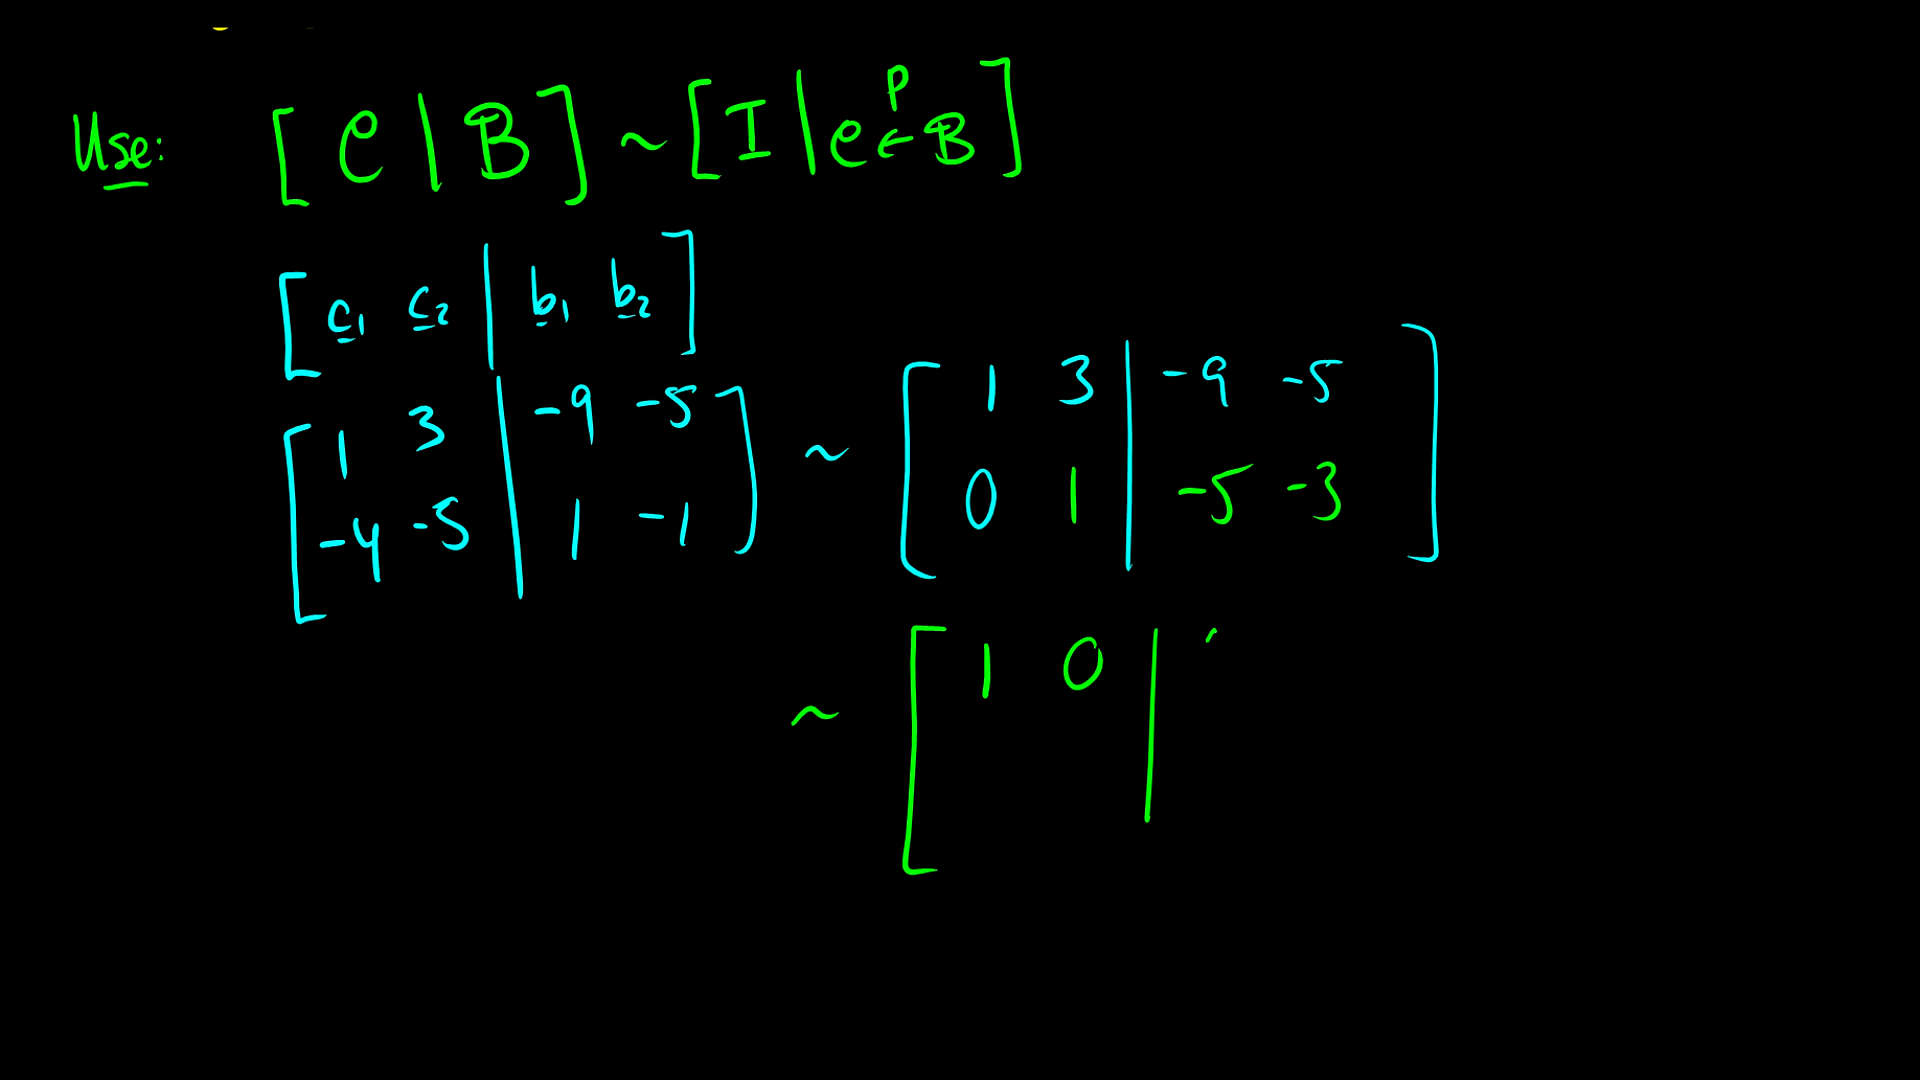 Use: [ C | B ] ~ [ I | P C←B ]
[ c1 c2 | b1 b2 ]
[ 1 3 | -9 -5 ] ~ [ 1 3 | -9 -5 ]
[ -4 -5 | 1 -1 ] [ 0 1 | -5 -3 ]
~ [ 1 0 |